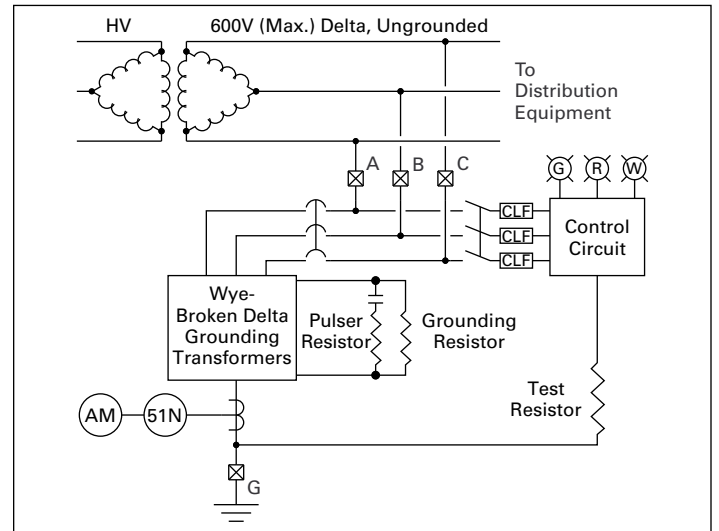 HV
600V (Max.) Delta, Ungrounded
To
Distribution
Equipment
A
B
C
G
R
W
CLF
CLF
CLF
Control
Circuit
Wye-
Broken Delta
Grounding
Transformers
Pulser
Resistor
Grounding
Resistor
Test
Resistor
AM
51N
G